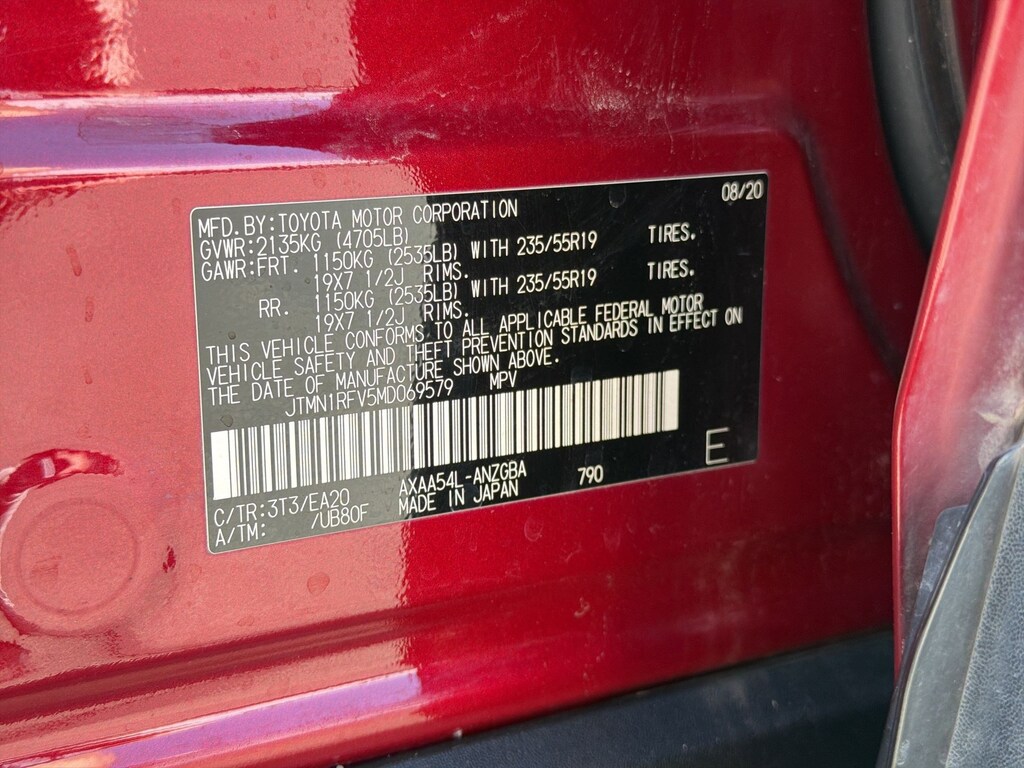 08/20
MFD.BY:TOYOTA MOTOR CORPORATION
GVWR:2135KG (4705LB)
GAWR:FRT. 1150KG (2535LB) WITH 235/55R19 TIRES.
19X7 1/2J RIMS.
RR. 1150KG (2535LB) WITH 235/55R19 TIRES.
19X7 1/2J RIMS.
THIS VEHICLE CONFORMS TO ALL APPLICABLE FEDERAL MOTOR
VEHICLE SAFETY AND THEFT PREVENTION STANDARDS IN EFFECT ON
THE DATE OF MANUFACTURE SHOWN ABOVE.
JTMN1RFV5MD069579 MPV
E
C/TR:3T3/EA20 AXAA54L-ANZGBA 790
A/TM: /UB80F MADE IN JAPAN